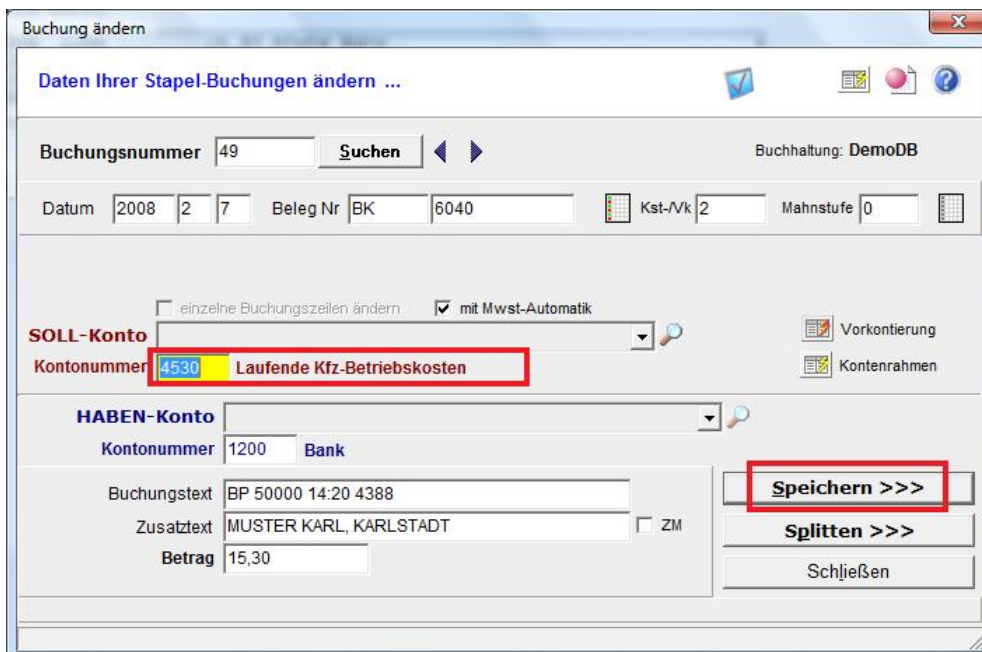 Buchung ändern
Daten Ihrer Stapel-Buchungen ändern ...
Buchungsnummer 49 Suchen Buchhaltung: DemoDB
Datum 2008 2 7 Beleg Nr BK 6040 Kst-/Vk 2 Mahnstufe 0
einzelne Buchungszeilen ändern mit Mwst-Automatik
SOLL-Konto Vorkontierung
Kontonummer 4530 Laufende Kfz-Betriebskosten Kontenrahmen
HABEN-Konto
Kontonummer 1200 Bank
Buchungstext BP 50000 14:20 4388 Speichern >>>
Zusatztext MUSTER KARL, KARLSTADT ZM Splitten >>>
Betrag 15,30 Schließen